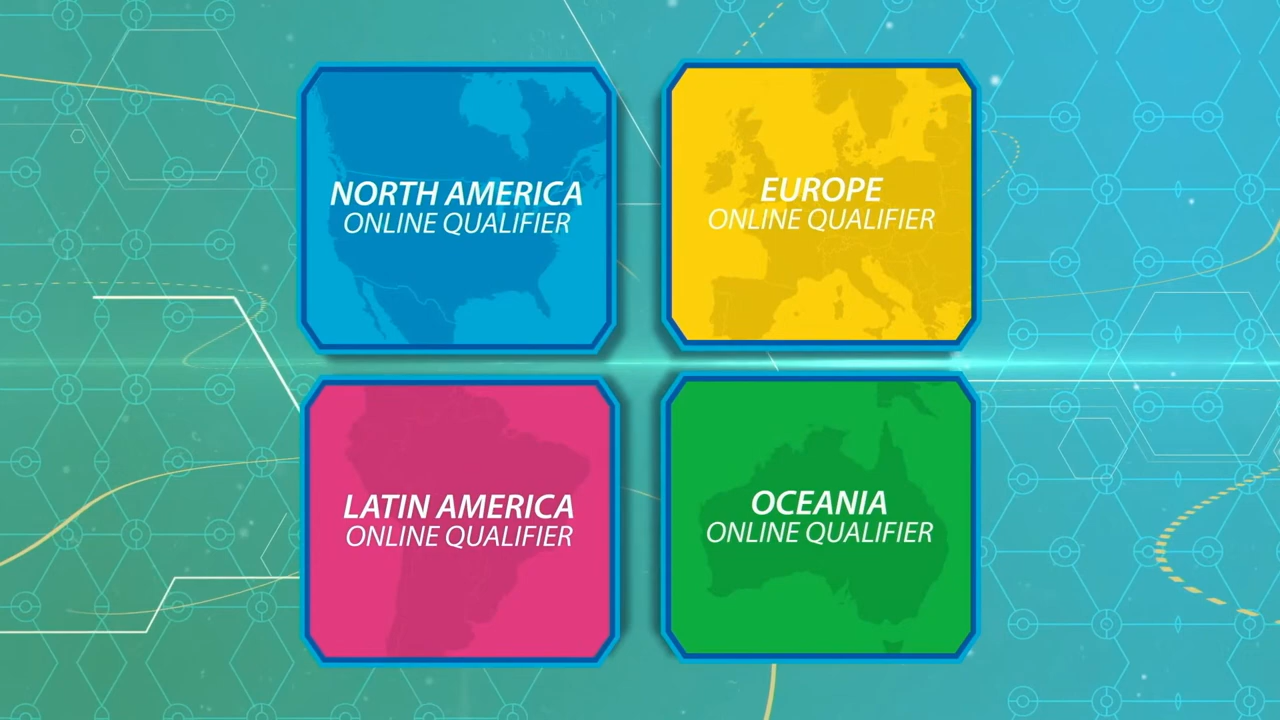 NORTH AMERICA
ONLINE QUALIFIER
EUROPE
ONLINE QUALIFIER
LATIN AMERICA
ONLINE QUALIFIER
OCEANIA
ONLINE QUALIFIER